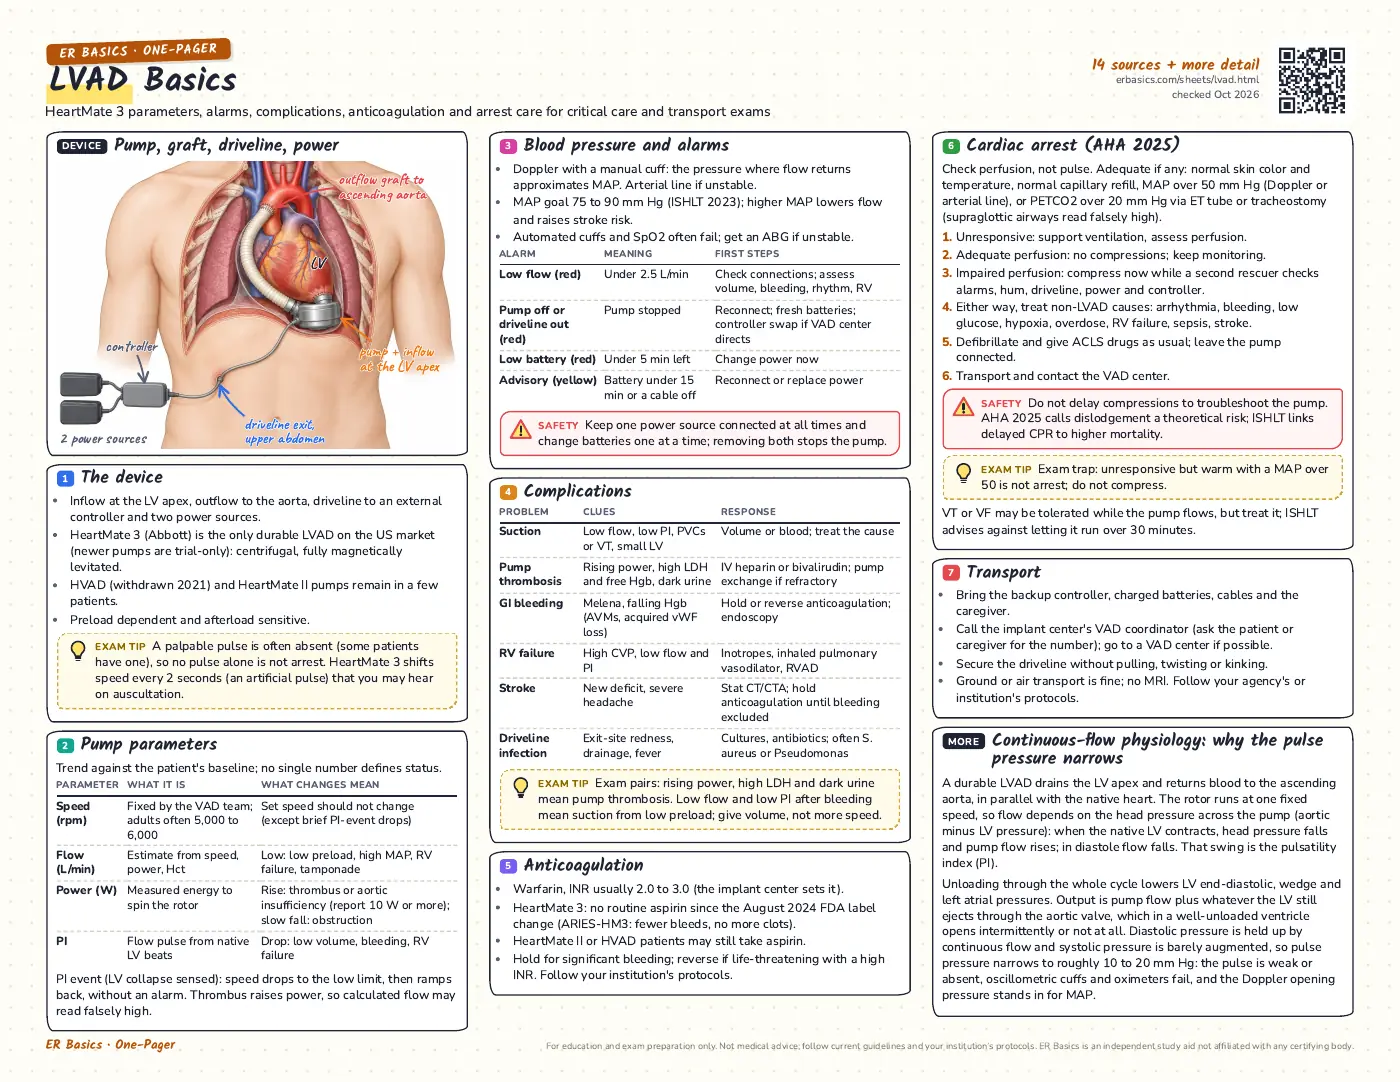 ER BASICS · ONE-PAGER
LVAD Basics
HeartMate 3 parameters, alarms, complications, anticoagulation and arrest care for critical care and transport exams
14 sources + more detail
erbasics.com/sheets/lvad.html
checked Oct 2026
DEVICE Pump, graft, driveline, power
outflow graft to
ascending aorta
LV
controller
pump + inflow
at the LV apex
driveline exit,
upper abdomen
2 power sources
1 The device
• Inflow at the LV apex, outflow to the aorta, driveline to an external
controller and two power sources.
• HeartMate 3 (Abbott) is the only durable LVAD on the US market
(newer pumps are trial-only): centrifugal, fully magnetically
levitated.
• HVAD (withdrawn 2021) and HeartMate II pumps remain in a few
patients.
• Preload dependent and afterload sensitive.
EXAM TIP A palpable pulse is often absent (some patients
have one), so no pulse alone is not arrest. HeartMate 3 shifts
speed every 2 seconds (an artificial pulse) that you may hear
on auscultation.
2 Pump parameters
Trend against the patient's baseline; no single number defines status.
PARAMETER WHAT IT IS WHAT CHANGES MEAN
Speed (rpm) Fixed by the VAD team; adults often 5,000 to 6,000 Set speed should not change (except brief PI-event drops)
Flow (L/min) Estimate from speed, power, Hct Low: low preload, high MAP, RV failure, tamponade
Power (W) Measured energy to spin the rotor Rise: thrombus or aortic insufficiency (report 10 W or more); slow fall: obstruction
PI Flow pulse from native LV beats Drop: low volume, bleeding, RV failure
PI event (LV collapse sensed): speed drops to the low limit, then ramps
back, without an alarm. Thrombus raises power, so calculated flow may
read falsely high.
3 Blood pressure and alarms
• Doppler with a manual cuff: the pressure where flow returns
approximates MAP. Arterial line if unstable.
• MAP goal 75 to 90 mm Hg (ISHLT 2023); higher MAP lowers flow
and raises stroke risk.
• Automated cuffs and SpO2 often fail; get an ABG if unstable.
ALARM MEANING FIRST STEPS
Low flow (red) Under 2.5 L/min Check connections; assess volume, bleeding, rhythm, RV
Pump off or driveline out (red) Pump stopped Reconnect; fresh batteries; controller swap if VAD center directs
Low battery (red) Under 5 min left Change power now
Advisory (yellow) Battery under 15 min or a cable off Reconnect or replace power
SAFETY Keep one power source connected at all times and
change batteries one at a time; removing both stops the pump.
4 Complications
PROBLEM CLUES RESPONSE
Suction Low flow, low PI, PVCs or VT, small LV Volume or blood; treat the cause
Pump thrombosis Rising power, high LDH and free Hgb, dark urine IV heparin or bivalirudin; pump exchange if refractory
GI bleeding Melena, falling Hgb (AVMs, acquired vWF loss) Hold or reverse anticoagulation; endoscopy
RV failure High CVP, low flow and PI Inotropes, inhaled pulmonary vasodilator, RVAD
Stroke New deficit, severe headache Stat CT/CTA; hold anticoagulation until bleeding excluded
Driveline infection Exit-site redness, drainage, fever Cultures, antibiotics; often S. aureus or Pseudomonas
EXAM TIP Exam pairs: rising power, high LDH and dark urine
mean pump thrombosis. Low flow and low PI after bleeding
mean suction from low preload; give volume, not more speed.
5 Anticoagulation
• Warfarin, INR usually 2.0 to 3.0 (the implant center sets it).
• HeartMate 3: no routine aspirin since the August 2024 FDA label
change (ARIES-HM3: fewer bleeds, no more clots).
• HeartMate II or HVAD patients may still take aspirin.
• Hold for significant bleeding; reverse if life-threatening with a high
INR. Follow your institution's protocols.
6 Cardiac arrest (AHA 2025)
Check perfusion, not pulse. Adequate if any: normal skin color and
temperature, normal capillary refill, MAP over 50 mm Hg (Doppler or
arterial line), or PETCO2 over 20 mm Hg via ET tube or tracheostomy
(supraglottic airways read falsely high).
1. Unresponsive: support ventilation, assess perfusion.
2. Adequate perfusion: no compressions; keep monitoring.
3. Impaired perfusion: compress now while a second rescuer checks
alarms, hum, driveline, power and controller.
4. Either way, treat non-LVAD causes: arrhythmia, bleeding, low
glucose, hypoxia, overdose, RV failure, sepsis, stroke.
5. Defibrillate and give ACLS drugs as usual; leave the pump
connected.
6. Transport and contact the VAD center.
SAFETY Do not delay compressions to troubleshoot the pump.
AHA 2025 calls dislodgement a theoretical risk; ISHLT links
delayed CPR to higher mortality.
EXAM TIP Exam trap: unresponsive but warm with a MAP over
50 is not arrest; do not compress.
VT or VF may be tolerated while the pump flows, but treat it; ISHLT
advises against letting it run over 30 minutes.
7 Transport
• Bring the backup controller, charged batteries, cables and the
caregiver.
• Call the implant center's VAD coordinator (ask the patient or
caregiver for the number); go to a VAD center if possible.
• Secure the driveline without pulling, twisting or kinking.
• Ground or air transport is fine; no MRI. Follow your agency's or
institution's protocols.
MORE Continuous-flow physiology: why the pulse
pressure narrows
A durable LVAD drains the LV apex and returns blood to the ascending
aorta, in parallel with the native heart. The rotor runs at one fixed
speed, so flow depends on the head pressure across the pump (aortic
minus LV pressure): when the native LV contracts, head pressure falls
and pump flow rises; in diastole flow falls. That swing is the pulsatility
index (PI).
Unloading through the whole cycle lowers LV end-diastolic, wedge and
left atrial pressures. Output is pump flow plus whatever the LV still
ejects through the aortic valve, which in a well-unloaded ventricle
opens intermittently or not at all. Diastolic pressure is held up by
continuous flow and systolic pressure is barely augmented, so pulse
pressure narrows to roughly 10 to 20 mm Hg: the pulse is weak or
absent, oscillometric cuffs and oximeters fail, and the Doppler opening
pressure stands in for MAP.
ER Basics · One-Pager
For education and exam preparation only. Not medical advice; follow current guidelines and your institution's protocols. ER Basics is an independent study aid not affiliated with any certifying body.